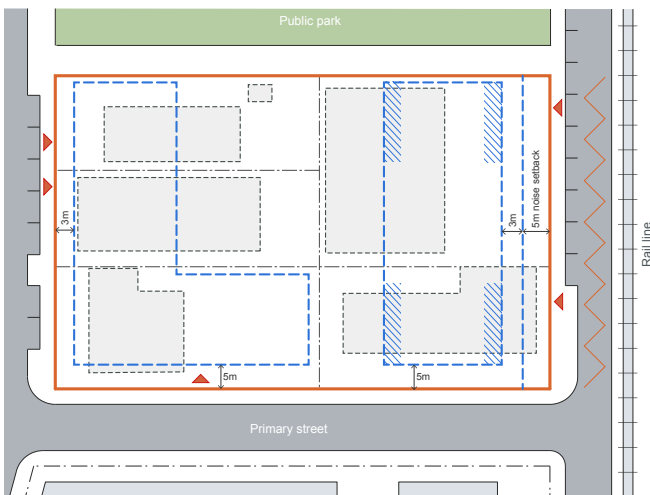 Public park
3m
3m
5m noise setback
Rail line
5m
5m
Primary street